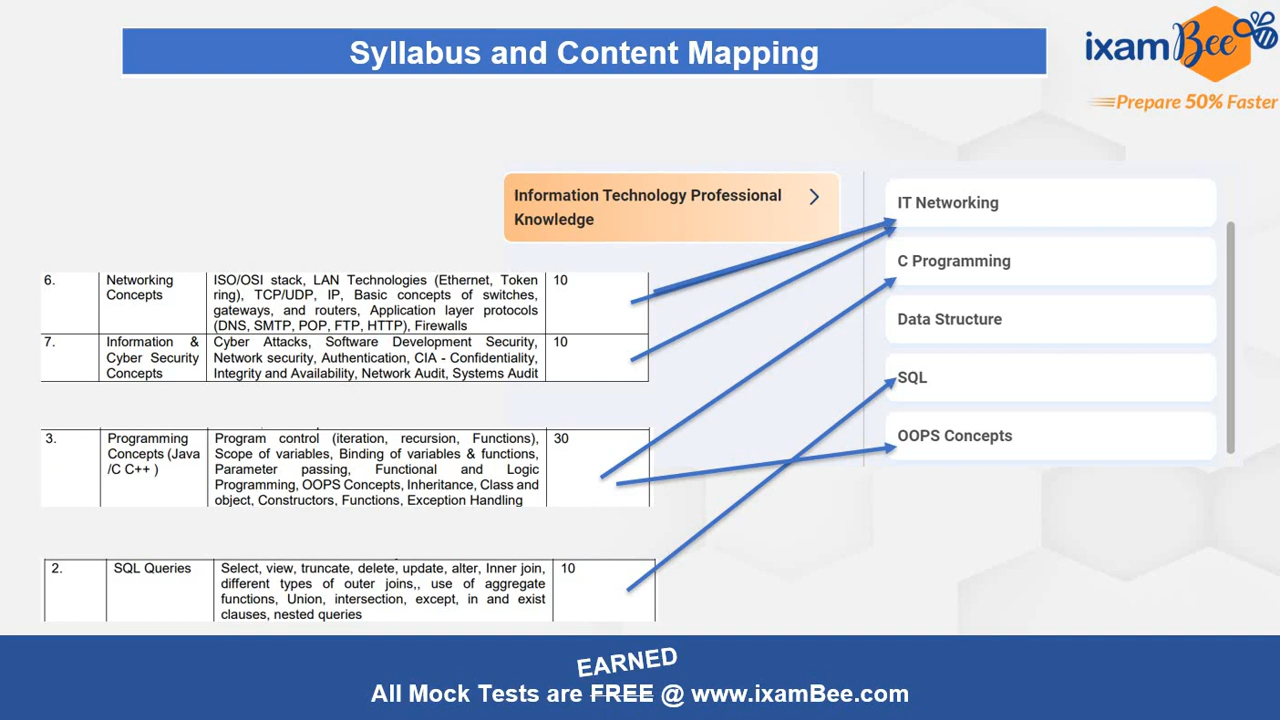 Syllabus and Content Mapping
ixamBee
Prepare 50% Faster
Information Technology Professional
Knowledge
IT Networking
C Programming
Data Structure
SQL
OOPS Concepts
6. Networking Concepts
ISO/OSI stack, LAN Technologies (Ethernet, Token
ring), TCP/UDP, IP, Basic concepts of switches,
gateways, and routers, Application layer protocols
(DNS, SMTP, POP, FTP, HTTP), Firewalls
10
7. Information & Cyber Security Concepts
Cyber Attacks, Software Development Security,
Network security, Authentication, CIA - Confidentiality,
Integrity and Availability, Network Audit, Systems Audit
10
3. Programming Concepts (Java /C C++ )
Program control (iteration, recursion, Functions),
Scope of variables, Binding of variables & functions,
Parameter passing, Functional and Logic
Programming, OOPS Concepts, Inheritance, Class and
object, Constructors, Functions, Exception Handling
30
2. SQL Queries
Select, view, truncate, delete, update, alter, Inner join,
different types of outer joins,, use of aggregate
functions, Union, intersection, except, in and exist
clauses, nested queries
10
EARNED
All Mock Tests are FREE @ www.ixamBee.com